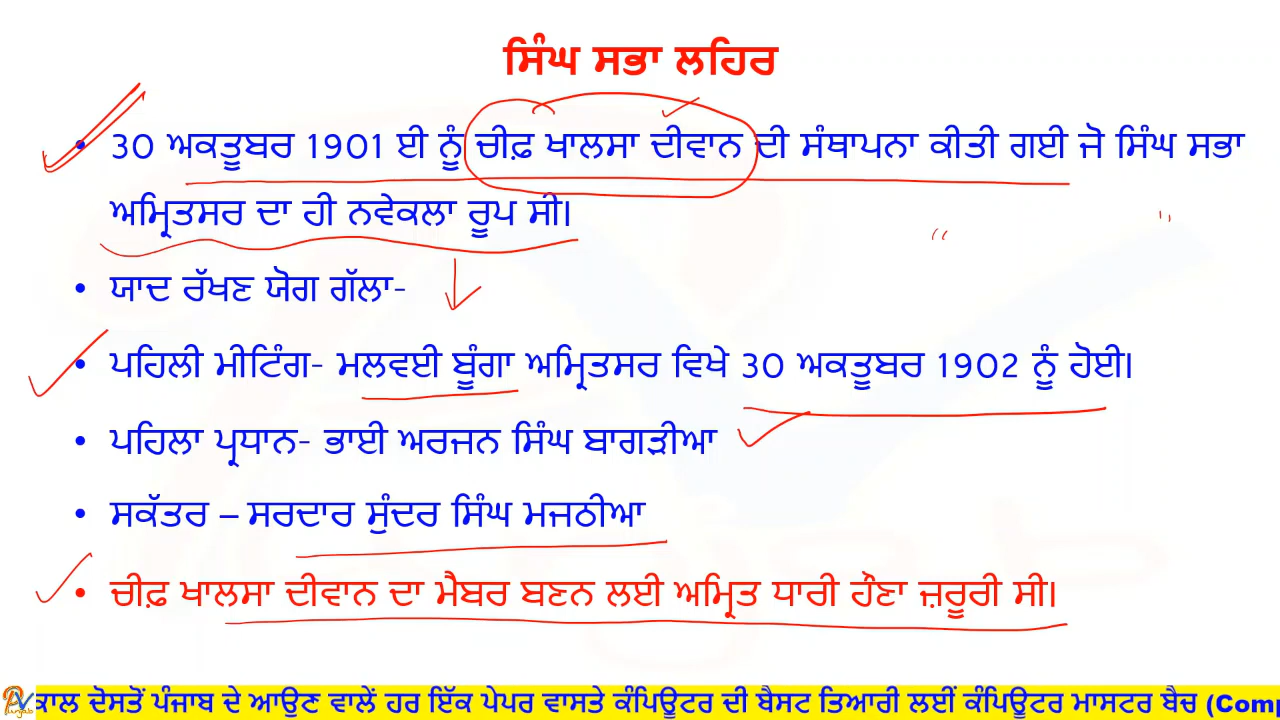 ਸਿੰਘ ਸਭਾ ਲਹਿਰ
• 30 ਅਕਤੂਬਰ 1901 ਈ ਨੂੰ ਚੀਫ਼ ਖਾਲਸਾ ਦੀਵਾਨ ਦੀ ਸੰਥਾਪਨਾ ਕੀਤੀ ਗਈ ਜੋ ਸਿੰਘ ਸਭਾ
ਅਮ੍ਰਿਤਸਰ ਦਾ ਹੀ ਨਵੇਕਲਾ ਰੂਪ ਸੀ।
• ਯਾਦ ਰੱਖਣ ਯੋਗ ਗੱਲਾ-
• ਪਹਿਲੀ ਮੀਟਿੰਗ- ਮਲਵਈ ਬੂੰਗਾ ਅਮ੍ਰਿਤਸਰ ਵਿਖੇ 30 ਅਕਤੂਬਰ 1902 ਨੂੰ ਹੋਈ।
• ਪਹਿਲਾ ਪ੍ਰਧਾਨ- ਭਾਈ ਅਰਜਨ ਸਿੰਘ ਬਾਗੜੀਆ
• ਸਕੱਤਰ – ਸਰਦਾਰ ਸੁੰਦਰ ਸਿੰਘ ਮਜਠੀਆ
• ਚੀਫ਼ ਖਾਲਸਾ ਦੀਵਾਨ ਦਾ ਮੈਬਰ ਬਣਨ ਲਈ ਅਮ੍ਰਿਤ ਧਾਰੀ ਹੌਣਾ ਜ਼ਰੂਰੀ ਸੀ।
ਕਾਲ ਦੋਸਤੋਂ ਪੰਜਾਬ ਦੇ ਆਉਣ ਵਾਲੇਂ ਹਰ ਇੱਕ ਪੇਪਰ ਵਾਸਤੇ ਕੰਪਿਊਟਰ ਦੀ ਬੈਸਟ ਤਿਆਰੀ ਲਈਂ ਕੰਪਿਊਟਰ ਮਾਸਟਰ ਬੈਚ (Comp